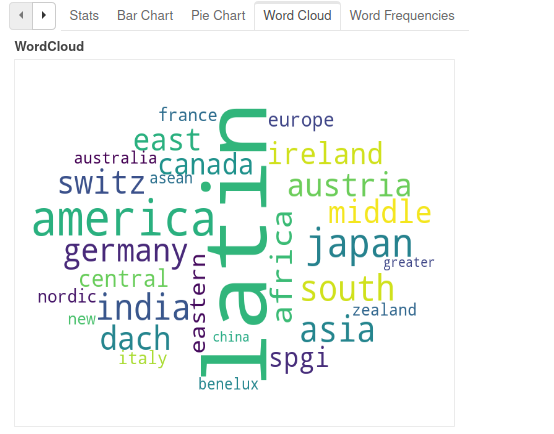 Stats Bar Chart Pie Chart Word Cloud Word Frequencies
WordCloud
france
europe
east
ireland
australia
canada
asean
switz
austria
latin
middle
america
africa
japan
germany
greater
eastern
central
south
nordic
india
zealand
new
dach
china
asia
italy
spgi
benelux